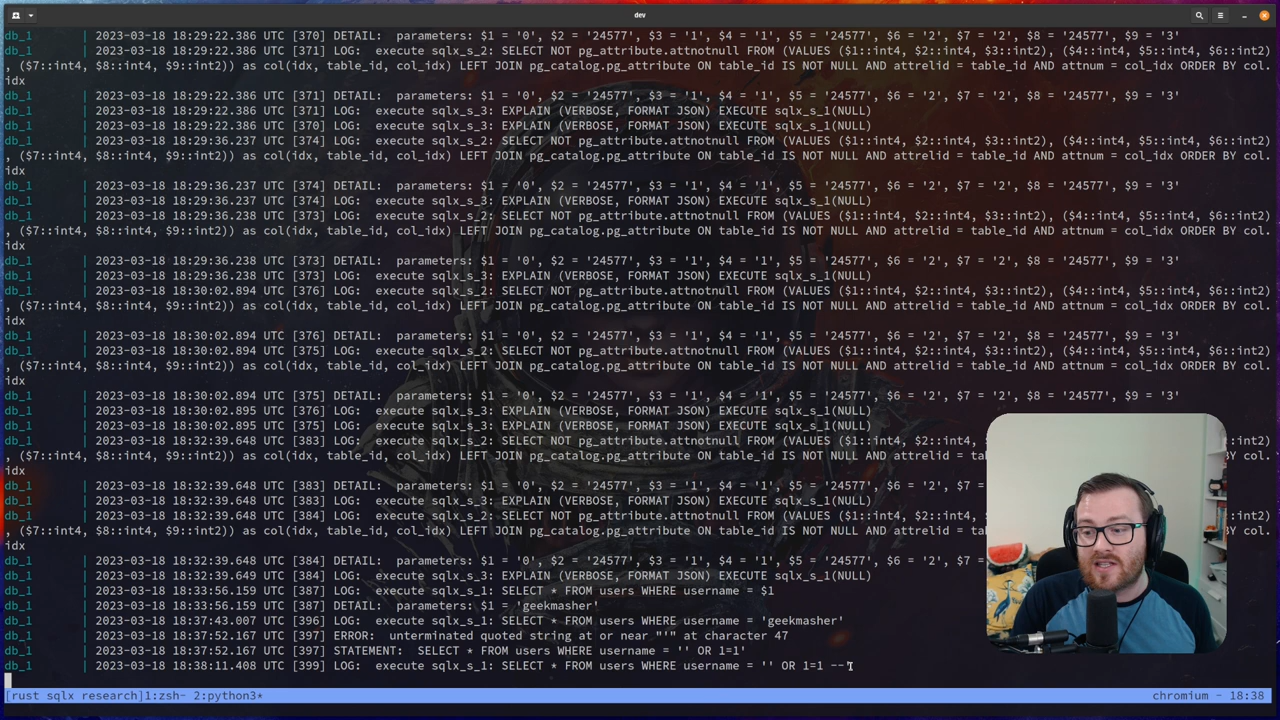 dev
db_1 | 2023-03-18 18:29:22.386 UTC [370] DETAIL: parameters: $1 = '0', $2 = '24577', $3 = '1', $4 = '1', $5 = '24577', $6 = '2', $7 = '2', $8 = '24577', $9 = '3'
db_1 | 2023-03-18 18:29:22.386 UTC [371] LOG: execute sqlx_s_2: SELECT NOT pg_attribute.attnotnull FROM (VALUES ($1::int4, $2::int4, $3::int2), ($4::int4, $5::int4, $6::int2)
, ($7::int4, $8::int4, $9::int2)) as col(idx, table_id, col_idx) LEFT JOIN pg_catalog.pg_attribute ON table_id IS NOT NULL AND attrelid = table_id AND attnum = col_idx ORDER BY col.
idx
db_1 | 2023-03-18 18:29:22.386 UTC [371] DETAIL: parameters: $1 = '0', $2 = '24577', $3 = '1', $4 = '1', $5 = '24577', $6 = '2', $7 = '2', $8 = '24577', $9 = '3'
db_1 | 2023-03-18 18:29:22.386 UTC [371] LOG: execute sqlx_s_3: EXPLAIN (VERBOSE, FORMAT JSON) EXECUTE sqlx_s_1(NULL)
db_1 | 2023-03-18 18:29:22.386 UTC [370] LOG: execute sqlx_s_3: EXPLAIN (VERBOSE, FORMAT JSON) EXECUTE sqlx_s_1(NULL)
db_1 | 2023-03-18 18:29:36.237 UTC [374] LOG: execute sqlx_s_2: SELECT NOT pg_attribute.attnotnull FROM (VALUES ($1::int4, $2::int4, $3::int2), ($4::int4, $5::int4, $6::int2)
, ($7::int4, $8::int4, $9::int2)) as col(idx, table_id, col_idx) LEFT JOIN pg_catalog.pg_attribute ON table_id IS NOT NULL AND attrelid = table_id AND attnum = col_idx ORDER BY col.
idx
db_1 | 2023-03-18 18:29:36.237 UTC [374] DETAIL: parameters: $1 = '0', $2 = '24577', $3 = '1', $4 = '1', $5 = '24577', $6 = '2', $7 = '2', $8 = '24577', $9 = '3'
db_1 | 2023-03-18 18:29:36.237 UTC [374] LOG: execute sqlx_s_3: EXPLAIN (VERBOSE, FORMAT JSON) EXECUTE sqlx_s_1(NULL)
db_1 | 2023-03-18 18:29:36.238 UTC [373] LOG: execute sqlx_s_2: SELECT NOT pg_attribute.attnotnull FROM (VALUES ($1::int4, $2::int4, $3::int2), ($4::int4, $5::int4, $6::int2)
, ($7::int4, $8::int4, $9::int2)) as col(idx, table_id, col_idx) LEFT JOIN pg_catalog.pg_attribute ON table_id IS NOT NULL AND attrelid = table_id AND attnum = col_idx ORDER BY col.
idx
db_1 | 2023-03-18 18:29:36.238 UTC [373] DETAIL: parameters: $1 = '0', $2 = '24577', $3 = '1', $4 = '1', $5 = '24577', $6 = '2', $7 = '2', $8 = '24577', $9 = '3'
db_1 | 2023-03-18 18:29:36.238 UTC [373] LOG: execute sqlx_s_3: EXPLAIN (VERBOSE, FORMAT JSON) EXECUTE sqlx_s_1(NULL)
db_1 | 2023-03-18 18:30:02.894 UTC [376] LOG: execute sqlx_s_2: SELECT NOT pg_attribute.attnotnull FROM (VALUES ($1::int4, $2::int4, $3::int2), ($4::int4, $5::int4, $6::int2)
, ($7::int4, $8::int4, $9::int2)) as col(idx, table_id, col_idx) LEFT JOIN pg_catalog.pg_attribute ON table_id IS NOT NULL AND attrelid = table_id AND attnum = col_idx ORDER BY col.
idx
db_1 | 2023-03-18 18:30:02.894 UTC [376] DETAIL: parameters: $1 = '0', $2 = '24577', $3 = '1', $4 = '1', $5 = '24577', $6 = '2', $7 = '2', $8 = '24577', $9 = '3'
db_1 | 2023-03-18 18:30:02.894 UTC [375] LOG: execute sqlx_s_2: SELECT NOT pg_attribute.attnotnull FROM (VALUES ($1::int4, $2::int4, $3::int2), ($4::int4, $5::int4, $6::int2)
, ($7::int4, $8::int4, $9::int2)) as col(idx, table_id, col_idx) LEFT JOIN pg_catalog.pg_attribute ON table_id IS NOT NULL AND attrelid = table_id AND attnum = col_idx ORDER BY col.
idx
db_1 | 2023-03-18 18:30:02.894 UTC [375] DETAIL: parameters: $1 = '0', $2 = '24577', $3 = '1', $4 = '1', $5 = '24577', $6 = '2', $7 = '2', $8 = '24577', $9 = '3'
db_1 | 2023-03-18 18:30:02.895 UTC [376] LOG: execute sqlx_s_3: EXPLAIN (VERBOSE, FORMAT JSON) EXECUTE sqlx_s_1(NULL)
db_1 | 2023-03-18 18:30:02.895 UTC [375] LOG: execute sqlx_s_3: EXPLAIN (VERBOSE, FORMAT JSON) EXECUTE sqlx_s_1(NULL)
db_1 | 2023-03-18 18:32:39.648 UTC [383] LOG: execute sqlx_s_2: SELECT NOT pg_attribute.attnotnull FROM (VALUES ($1::int4, $2::int4, $3::int2), ($4::int4, int2)
, ($7::int4, $8::int4, $9::int2)) as col(idx, table_id, col_idx) LEFT JOIN pg_catalog.pg_attribute ON table_id IS NOT NULL AND attrelid = col.
idx
db_1 | 2023-03-18 18:32:39.648 UTC [383] DETAIL: parameters: $1 = '0', $2 = '24577', $3 = '1', $4 = '1', $5 = '24577', $6 = '2', $7 =
db_1 | 2023-03-18 18:32:39.648 UTC [383] LOG: execute sqlx_s_3: EXPLAIN (VERBOSE, FORMAT JSON) EXECUTE sqlx_s_1(NULL)
db_1 | 2023-03-18 18:32:39.648 UTC [384] LOG: execute sqlx_s_2: SELECT NOT pg_attribute.attnotnull FROM (VALUES ($1::int4, $2::int4, $3::int2), ($4::int4, int2)
, ($7::int4, $8::int4, $9::int2)) as col(idx, table_id, col_idx) LEFT JOIN pg_catalog.pg_attribute ON table_id IS NOT NULL AND attrelid = col.
idx
db_1 | 2023-03-18 18:32:39.648 UTC [384] DETAIL: parameters: $1 = '0', $2 = '24577', $3 = '1', $4 = '1', $5 = '24577', $6 = '2', $7 =
db_1 | 2023-03-18 18:32:39.649 UTC [384] LOG: execute sqlx_s_3: EXPLAIN (VERBOSE, FORMAT JSON) EXECUTE sqlx_s_1(NULL)
db_1 | 2023-03-18 18:33:56.159 UTC [387] LOG: execute sqlx_s_1: SELECT * FROM users WHERE username = $1
db_1 | 2023-03-18 18:33:56.159 UTC [387] DETAIL: parameters: $1 = 'geekmasher'
db_1 | 2023-03-18 18:37:43.007 UTC [396] LOG: execute sqlx_s_1: SELECT * FROM users WHERE username = 'geekmasher'
db_1 | 2023-03-18 18:37:52.167 UTC [397] ERROR: unterminated quoted string at or near "'" at character 47
db_1 | 2023-03-18 18:37:52.167 UTC [397] STATEMENT: SELECT * FROM users WHERE username = '' OR 1=1'
db_1 | 2023-03-18 18:38:11.408 UTC [399] LOG: execute sqlx_s_1: SELECT * FROM users WHERE username = '' OR 1=1 --'
[rust sqlx research]1:zsh- 2:python3* chromium - 18:38